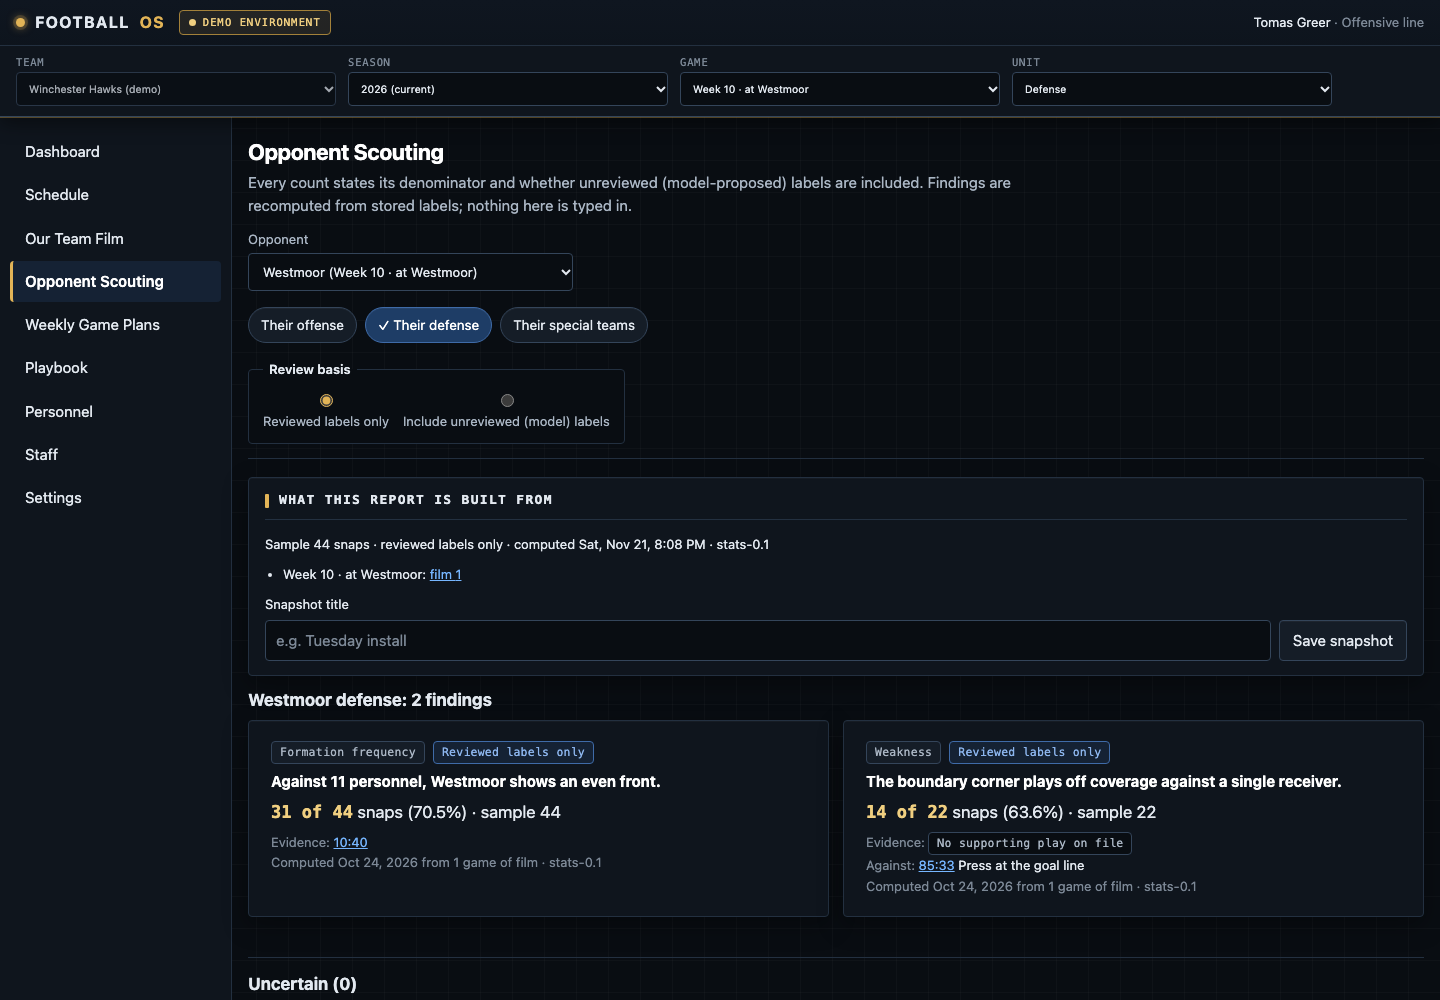 FOOTBALL OS
DEMO ENVIRONMENT
Tomas Greer · Offensive line
TEAM
Winchester Hawks (demo)
SEASON
2026 (current)
GAME
Week 10 · at Westmoor
UNIT
Defense
Dashboard
Schedule
Our Team Film
Opponent Scouting
Weekly Game Plans
Playbook
Personnel
Staff
Settings
Opponent Scouting
Every count states its denominator and whether unreviewed (model-proposed) labels are included. Findings are
recomputed from stored labels; nothing here is typed in.
Opponent
Westmoor (Week 10 · at Westmoor)
Their offense
✓ Their defense
Their special teams
Review basis
Reviewed labels only
Include unreviewed (model) labels
WHAT THIS REPORT IS BUILT FROM
Sample 44 snaps · reviewed labels only · computed Sat, Nov 21, 8:08 PM · stats-0.1
• Week 10 · at Westmoor: film 1
Snapshot title
e.g. Tuesday install
Save snapshot
Westmoor defense: 2 findings
Formation frequency
Reviewed labels only
Against 11 personnel, Westmoor shows an even front.
31 of 44 snaps (70.5%) · sample 44
Evidence: 10:40
Computed Oct 24, 2026 from 1 game of film · stats-0.1
Weakness
Reviewed labels only
The boundary corner plays off coverage against a single receiver.
14 of 22 snaps (63.6%) · sample 22
Evidence: No supporting play on file
Against: 85:33 Press at the goal line
Computed Oct 24, 2026 from 1 game of film · stats-0.1
Uncertain (0)